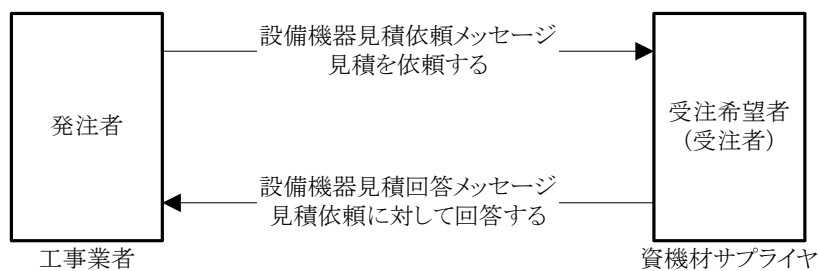 設備機器見積依頼メッセージ
見積を依頼する
発注者
受注希望者
(受注者)
設備機器見積回答メッセージ
見積依頼に対して回答する
工事業者
資機材サプライヤ